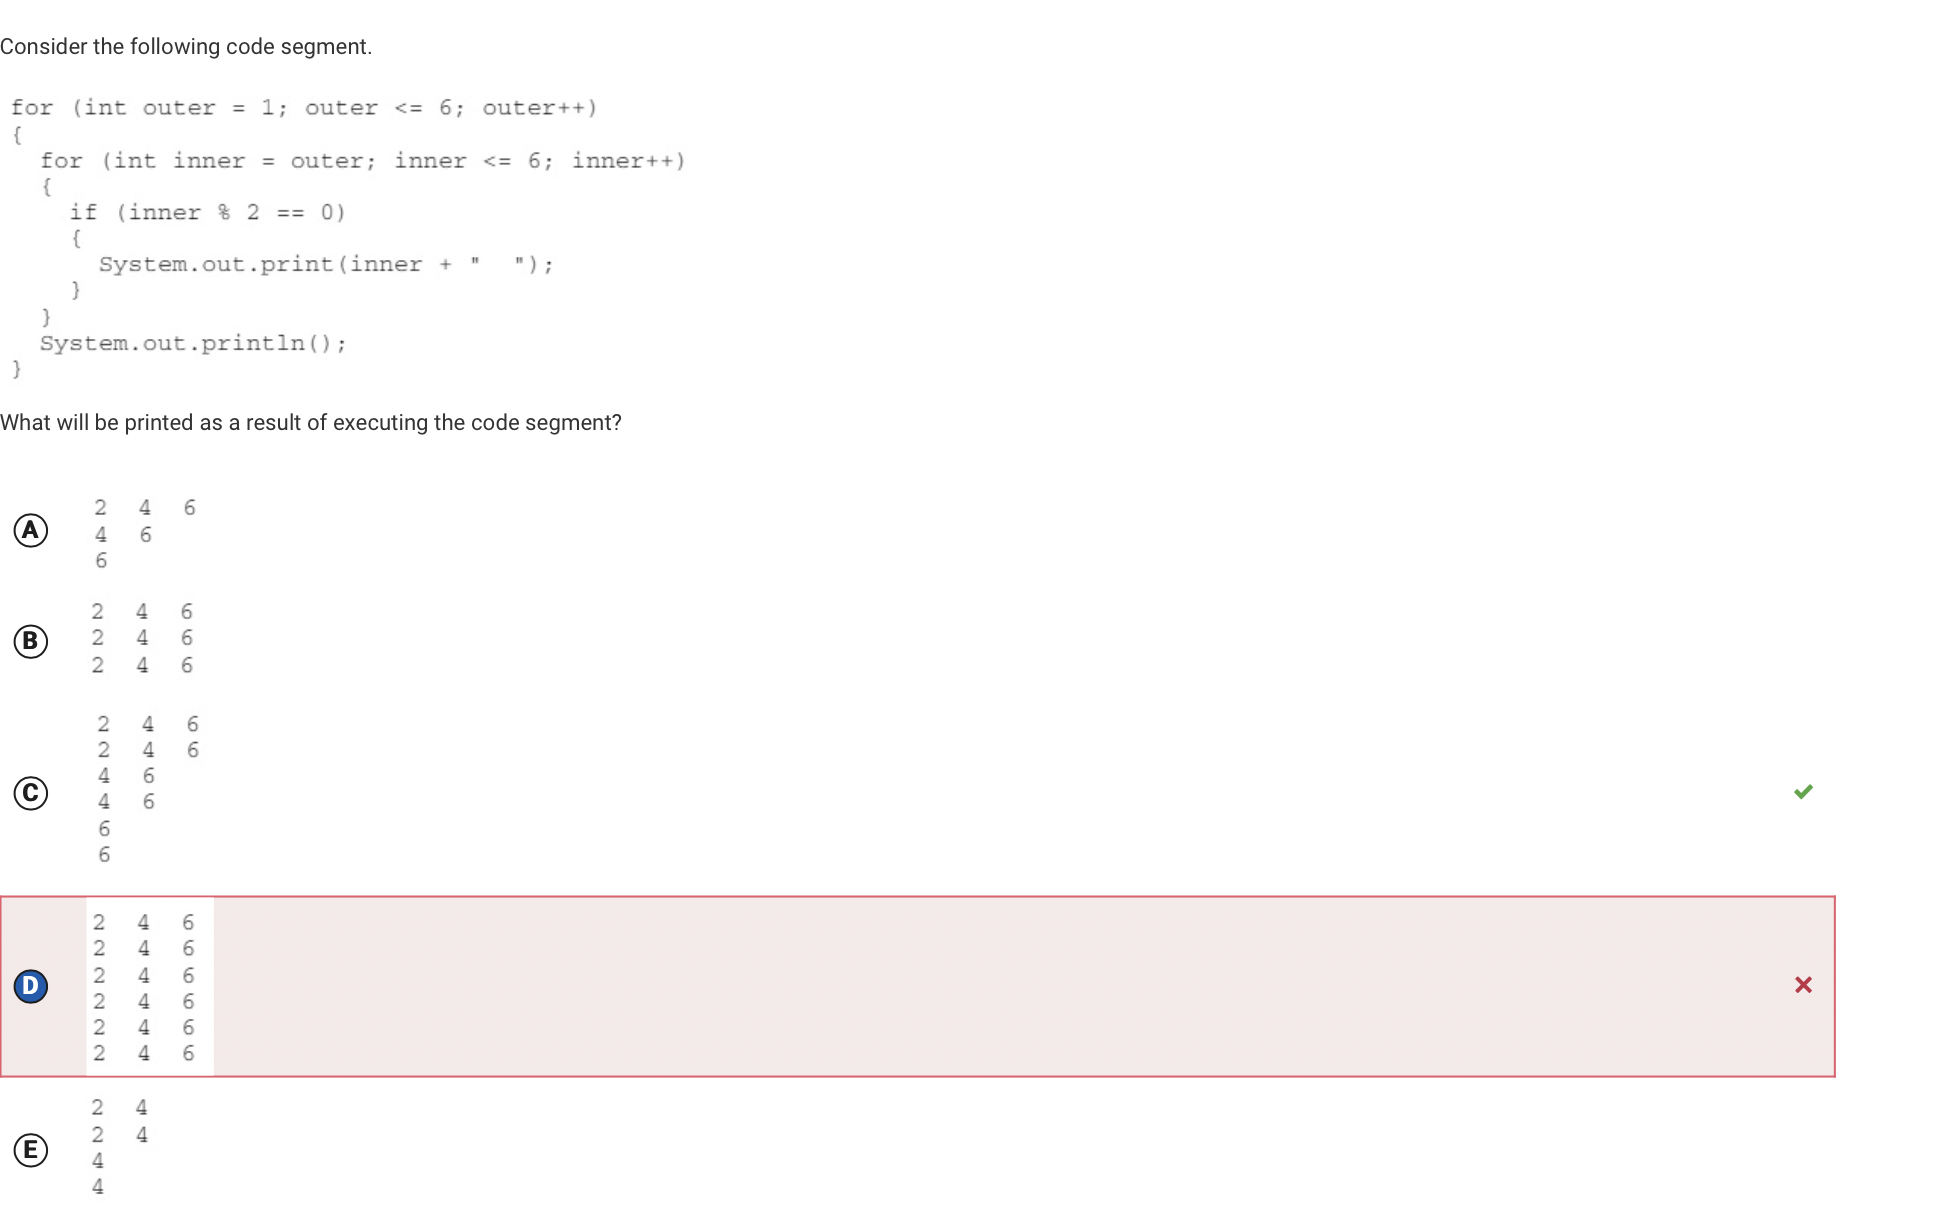 Consider the following code segment.
for (int outer = 1; outer <= 6; outer++)
{
  for (int inner = outer; inner <= 6; inner++)
  {
    if (inner % 2 == 0)
    {
      System.out.print(inner + "  ");
    }
  }
  System.out.println();
}
What will be printed as a result of executing the code segment?
A
2 4 6
4 6
6
B
2 4 6
2 4 6
2 4 6
C
2 4 6
2 4 6
4 6
4 6
6
6
D
2 4 6
2 4 6
2 4 6
2 4 6
2 4 6
2 4 6
E
2 4
2 4
4
4